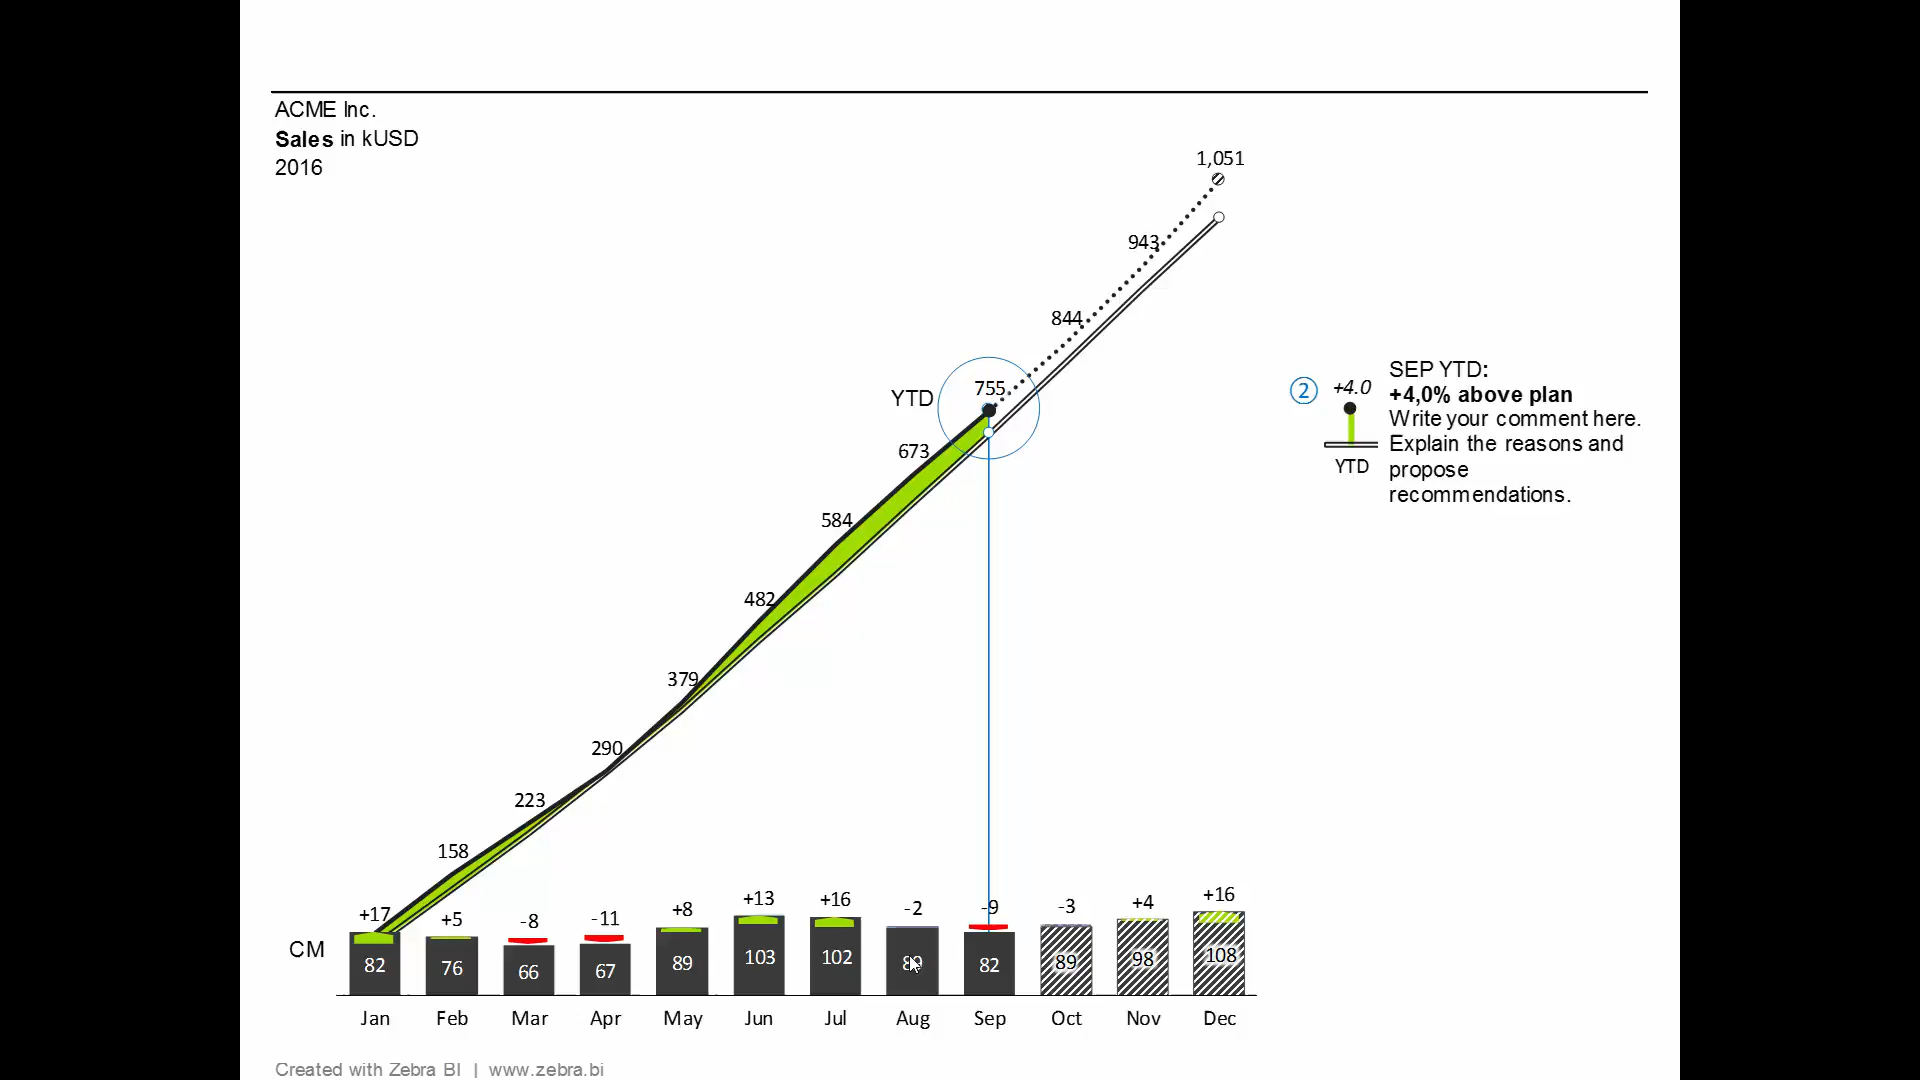 ACME Inc.
Sales in kUSD
2016
1,051
943
844
755
YTD
673
584
482
379
290
223
158
2
+4.0
YTD
SEP YTD:
+4,0% above plan
Write your comment here.
Explain the reasons and
propose
recommendations.
+17 +5 -8 -11 +8 +13 +16 -2 -9 -3 +4 +16
CM
82 76 66 67 89 103 102 82 89 98 108
Jan Feb Mar Apr May Jun Jul Aug Sep Oct Nov Dec
Created with Zebra BI | www.zebra.bi